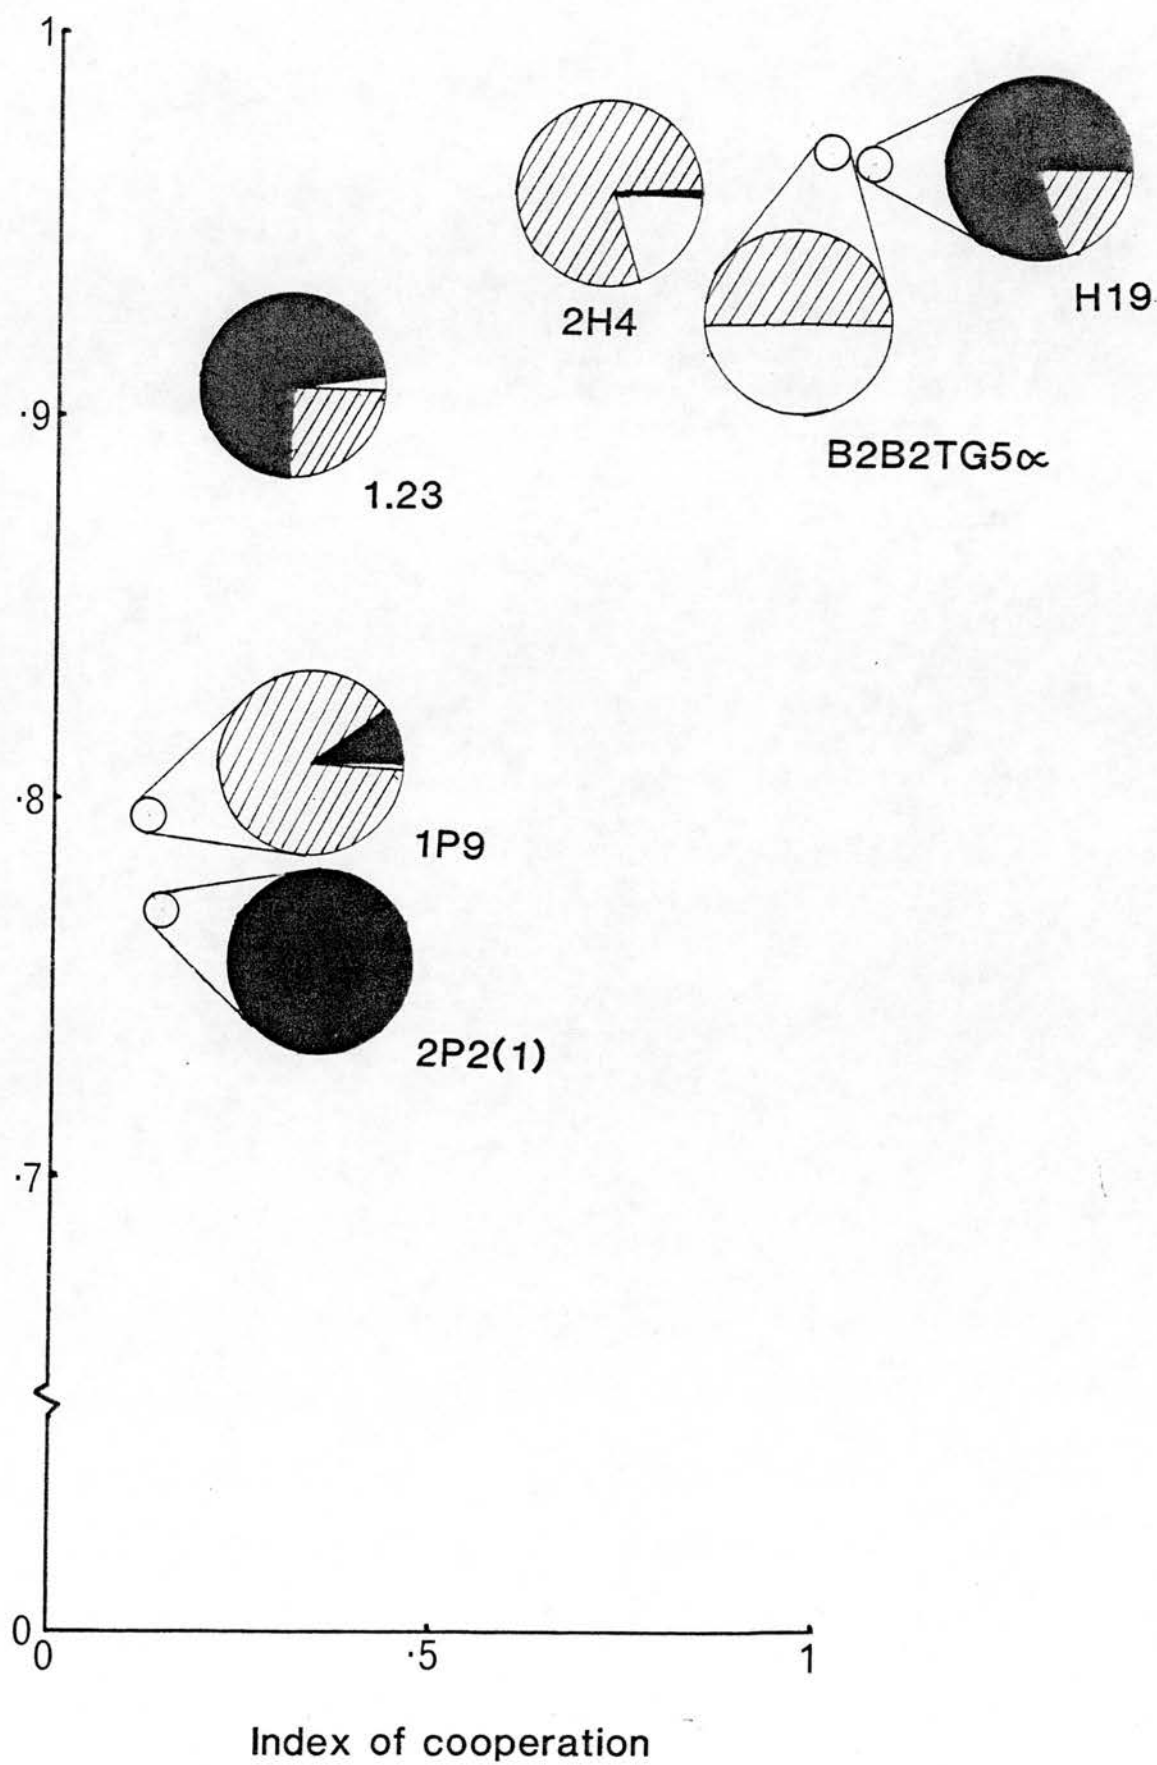 1
H19
2H4
·9
B2B2TG5∝
1.23
·8
1P9
2P2(1)
·7
0
0 ·5 1
Index of cooperation